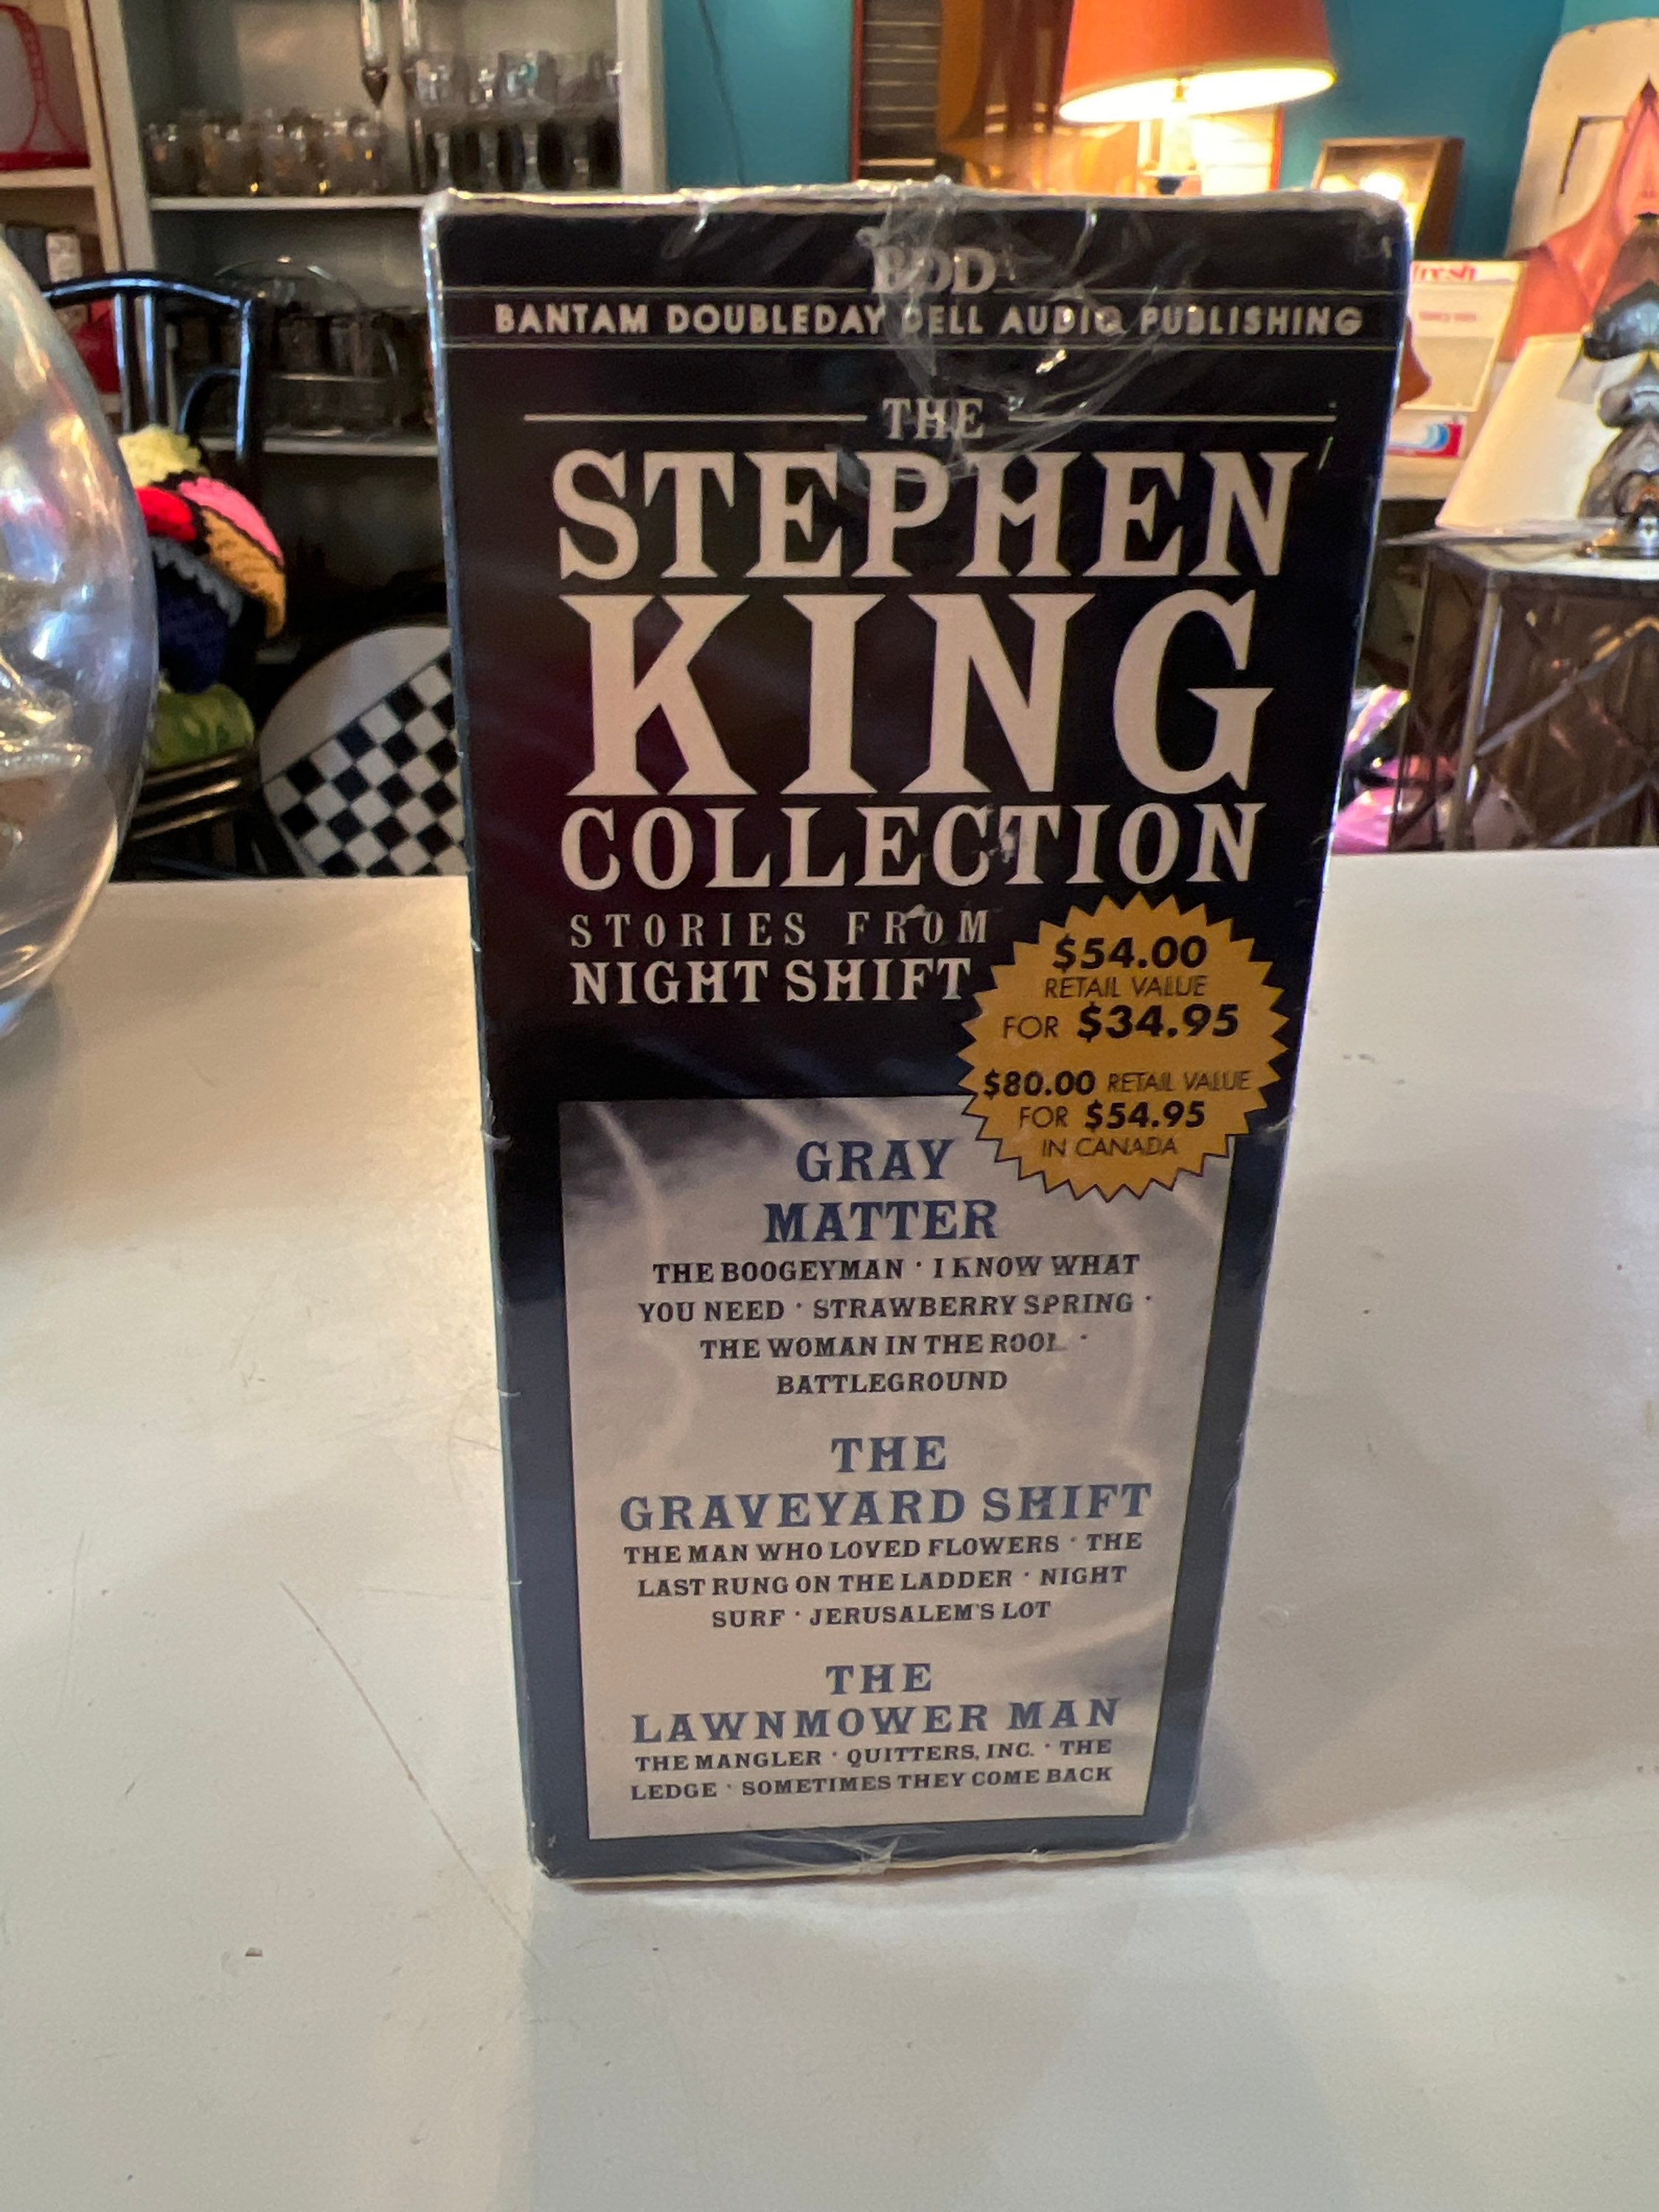 BDD
BANTAM DOUBLEDAY DELL AUDIO PUBLISHING
THE
STEPHEN
KING
COLLECTION
STORIES FROM
NIGHT SHIFT
$54.00
RETAIL VALUE
FOR $34.95
$80.00 RETAIL VALUE
FOR $54.95
IN CANADA
GRAY
MATTER
THE BOOGEYMAN · I KNOW WHAT
YOU NEED · STRAWBERRY SPRING ·
THE WOMAN IN THE ROOM ·
BATTLEGROUND
THE
GRAVEYARD SHIFT
THE MAN WHO LOVED FLOWERS · THE
LAST RUNG ON THE LADDER · NIGHT
SURF · JERUSALEM'S LOT
THE
LAWNMOWER MAN
THE MANGLER · QUITTERS, INC. · THE
LEDGE · SOMETIMES THEY COME BACK
fresh